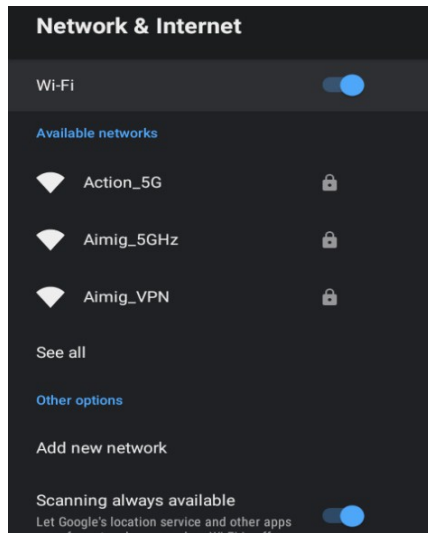 Network & Internet
Wi-Fi
Available networks
Action_5G
Aimig_5GHz
Aimig_VPN
See all
Other options
Add new network
Scanning always available
Let Google's location service and other apps